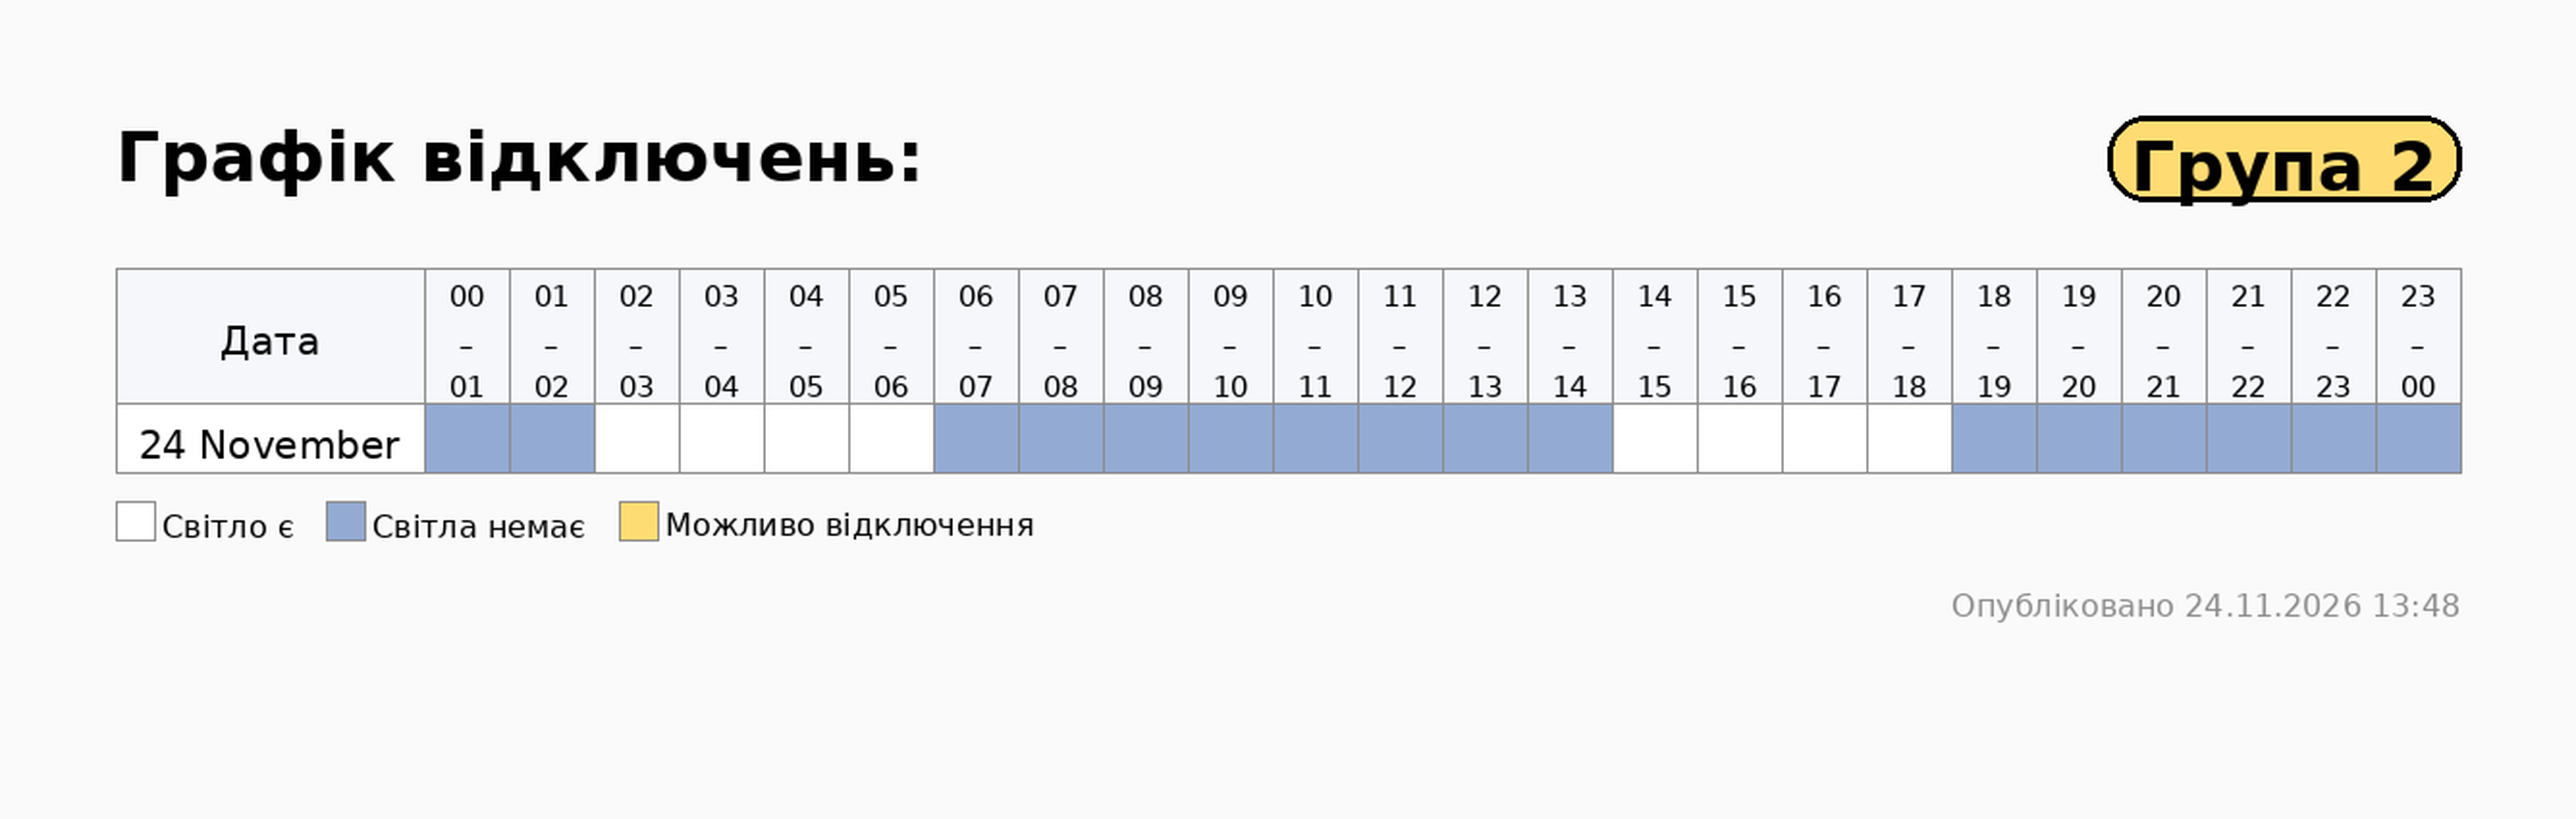 Графік відключень:
Група 2
Дата 00 – 01 01 – 02 02 – 03 03 – 04 04 – 05 05 – 06 06 – 07 07 – 08 08 – 09 09 – 10 10 – 11 11 – 12 12 – 13 13 – 14 14 – 15 15 – 16 16 – 17 17 – 18 18 – 19 19 – 20 20 – 21 21 – 22 22 – 23 23 – 00
24 November
Світло є Світла немає Можливо відключення
Опубліковано 24.11.2026 13:48